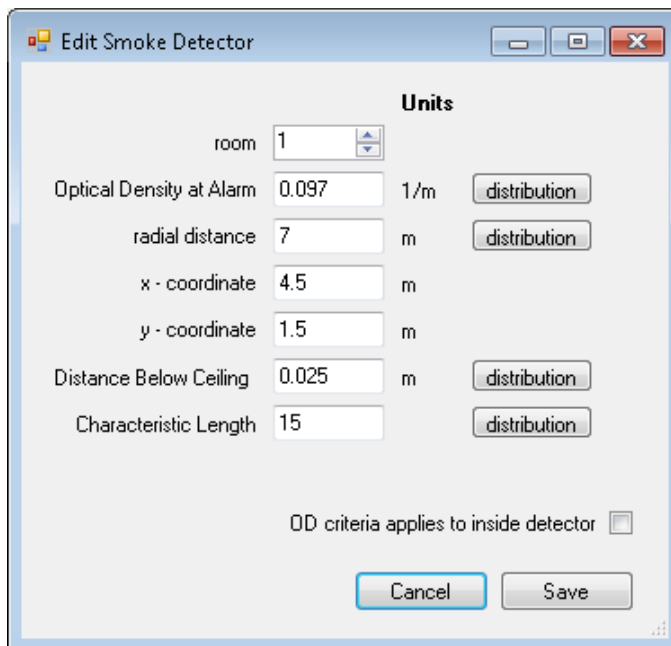 Edit Smoke Detector
Units
room 1
Optical Density at Alarm 0.097 1/m distribution
radial distance 7 m distribution
x - coordinate 4.5 m
y - coordinate 1.5 m
Distance Below Ceiling 0.025 m distribution
Characteristic Length 15 distribution
OD criteria applies to inside detector
Cancel Save